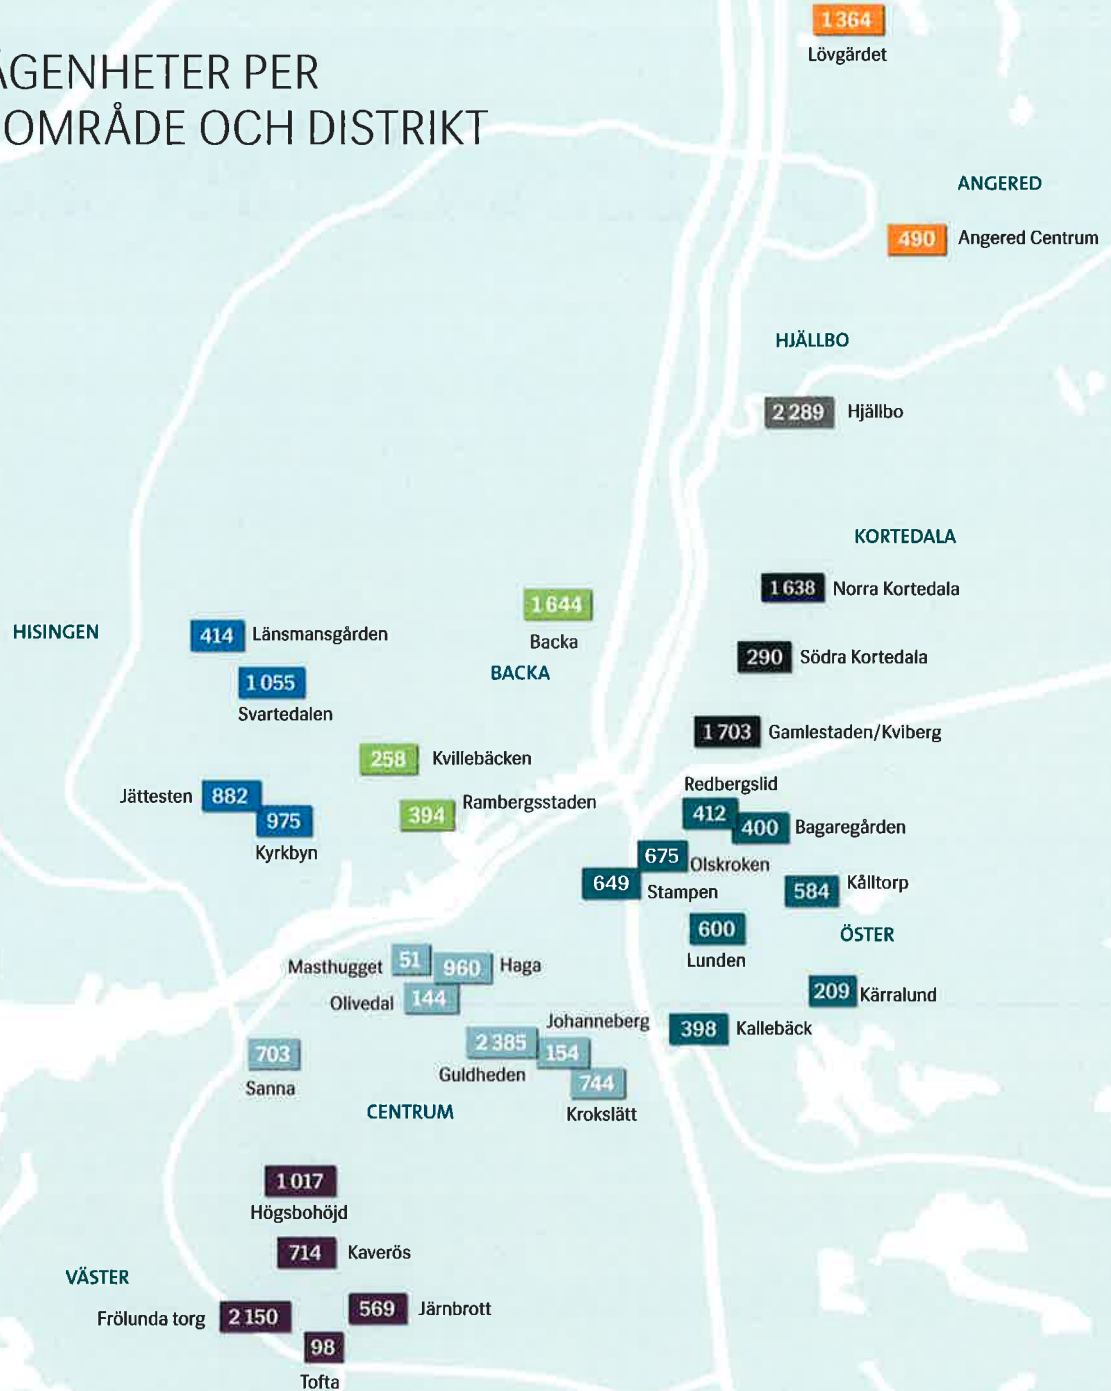 1 364
Lövgärdet
ÄGENHETER PER
OMRÅDE OCH DISTRIKT
ANGERED
490 Angered Centrum
HJÄLLBO
2 289 Hjällbo
KORTEDALA
1 638 Norra Kortedala
1 644
Backa
BACKA
HISINGEN
414 Länsmansgården
290 Södra Kortedala
1 055
Svartedalen
1 703 Gamlestaden/Kviberg
258 Kvillebäcken
Redbergslid
412
400 Bagaregården
Jättesten 882
975
Kyrkbyn
394 Rambergsstaden
675 Olskroken
649 Stampen
584 Kålltorp
600
Lunden
ÖSTER
Masthugget 51
960 Haga
Olivedal 144
209 Kärralund
Johanneberg
154
398 Kallebäck
2 385
Guldheden
703
Sanna
744
Krokslätt
CENTRUM
1 017
Högsbohöjd
714 Kaverös
VÄSTER
Frölunda torg 2 150
569 Järnbrott
98
Tofta